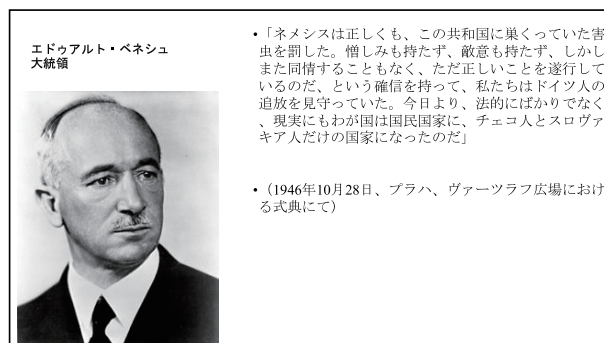 エドゥアルト・ベネシュ
大統領
•「ネメシスは正しくも、この共和国に巣くっていた害
虫を罰した。憎しみも持たず、敵意も持たず、しかし
また同情することもなく、ただ正しいことを遂行して
いるのだ、という確信を持って、私たちはドイツ人の
追放を見守っていた。今日より、法的にばかりでなく
、現実にもわが国は国民国家に、チェコ人とスロヴァ
キア人だけの国家になったのだ」
•（1946年10月28日、プラハ、ヴァーツラフ広場におけ
る式典にて）